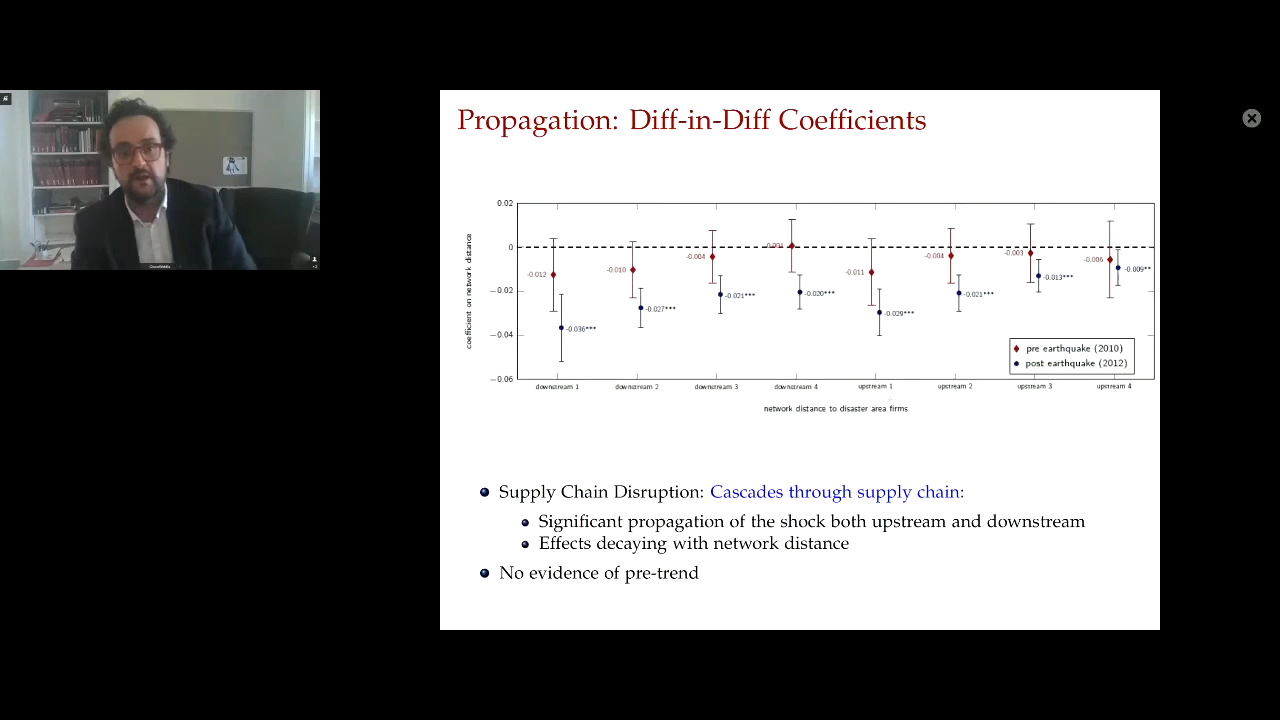 Propagation: Diff-in-Diff Coefficients
0.02
0
−0.02
−0.04
−0.06
coefficient on network distance
-0.012
-0.036***
-0.010
-0.027***
-0.004
-0.021***
-0.020***
-0.011
-0.029***
-0.004
-0.021***
-0.003
-0.013***
-0.006
-0.009**
pre earthquake (2010)
post earthquake (2012)
downstream 1
downstream 2
downstream 3
downstream 4
upstream 1
upstream 2
upstream 3
upstream 4
network distance to disaster area firms
Supply Chain Disruption: Cascades through supply chain:
Significant propagation of the shock both upstream and downstream
Effects decaying with network distance
No evidence of pre-trend